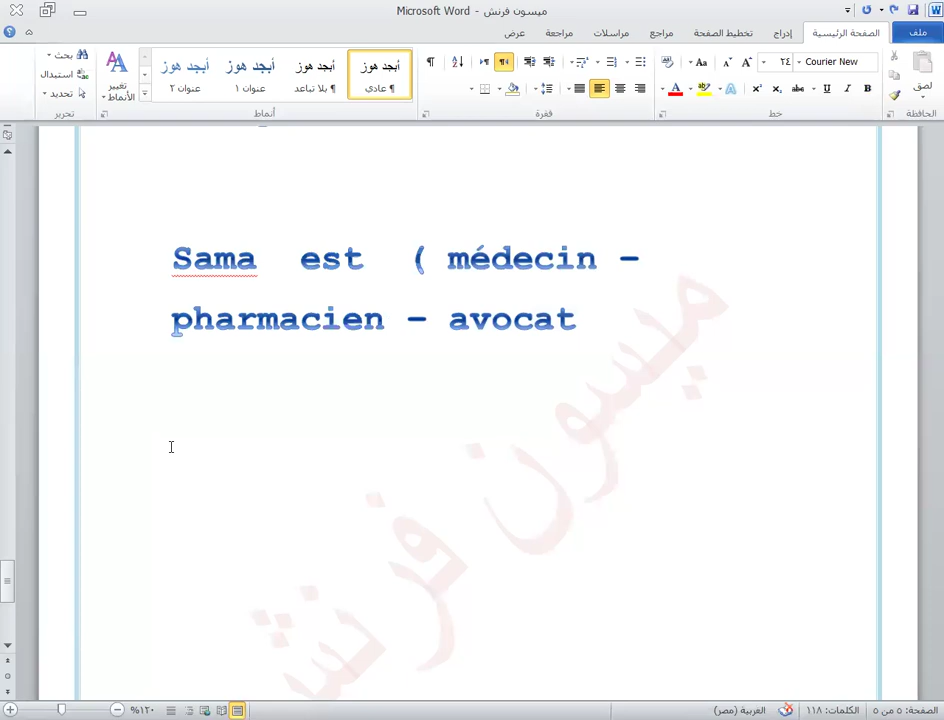 ميسون فرنش - Microsoft Word
ملف
الصفحة الرئيسية
إدراج
تخطيط الصفحة
مراجع
مراسلات
مراجعة
عرض
لصق
الحافظة
Courier New
٢٤
Aa
B
I
U
abc
خط
فقرة
أبجد هوز
عادي
أبجد هوز
بلا تباعد
أبجد هوز
عنوان ١
أبجد هوز
عنوان ٢
تغيير الأنماط
أنماط
بحث
استبدال
تحديد
تحرير
Sama est ( médecin –
pharmacien – avocat
ميسون فرنش
الصفحة: ٥ من ٥
الكلمات: ١١٨
العربية (مصر)
١٢٠%